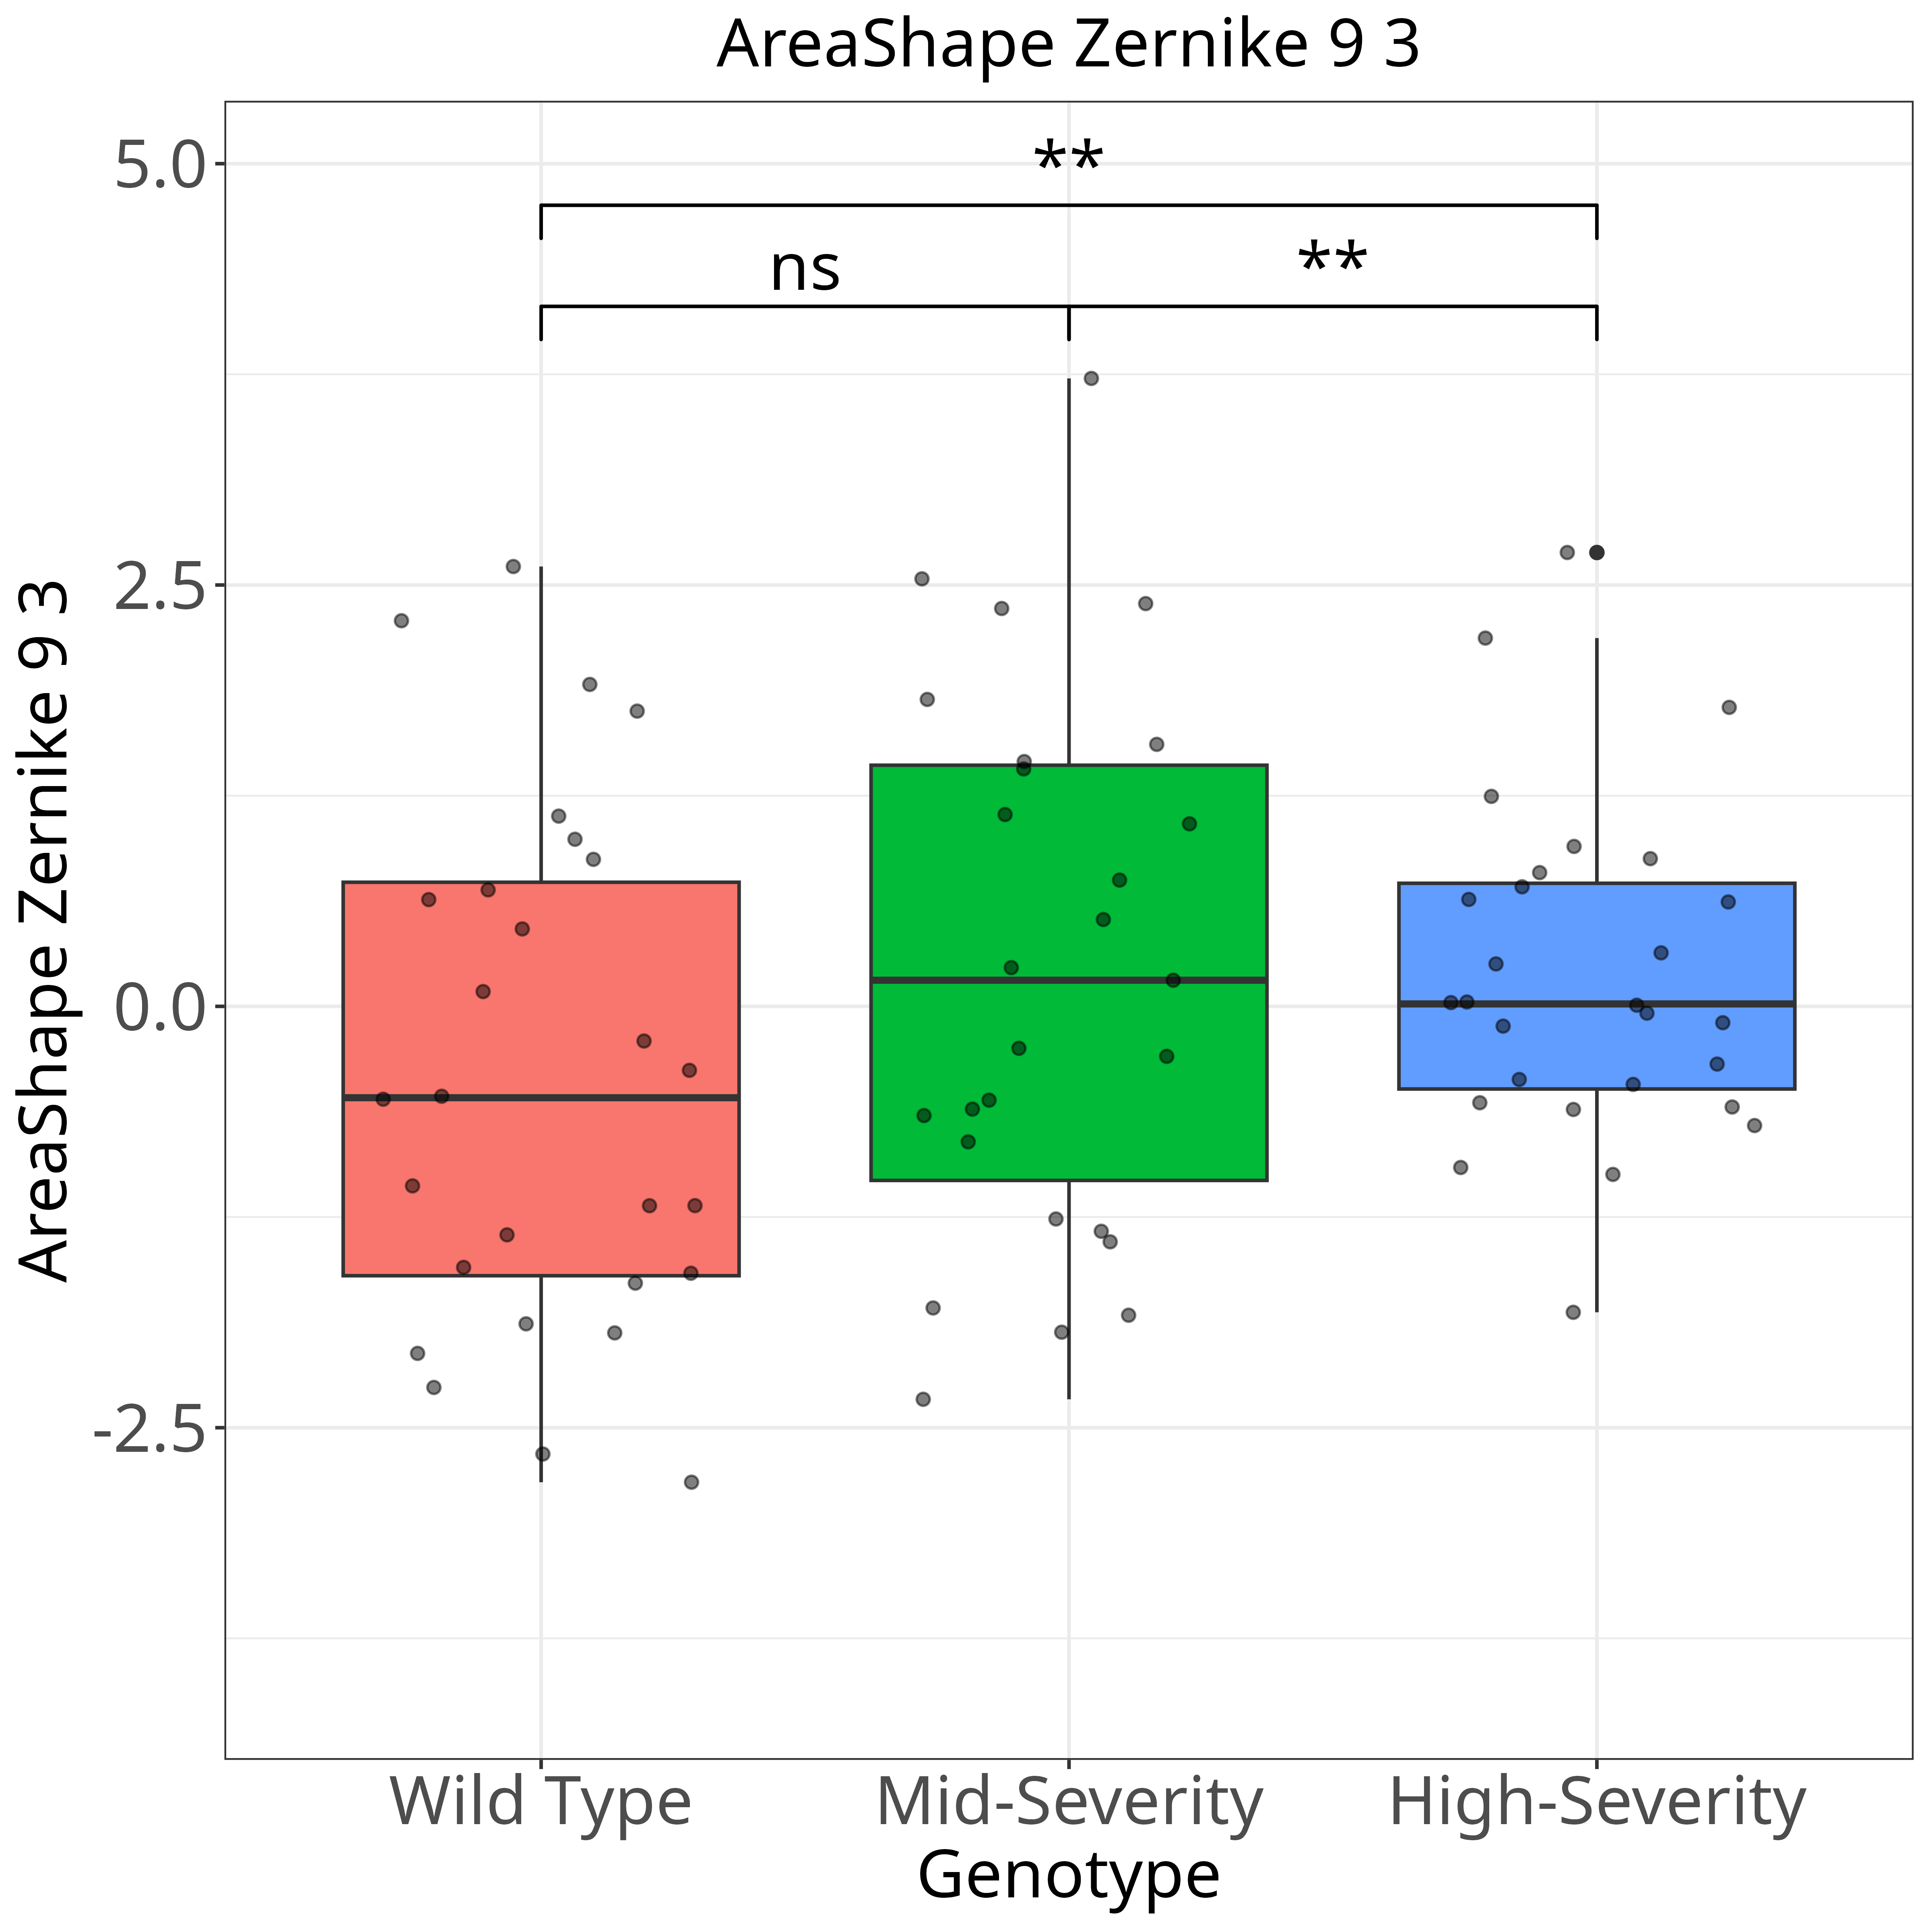 AreaShape Zernike 9 3
**
ns
**
5.0
2.5
0.0
-2.5
AreaShape Zernike 9 3
Wild Type
Mid-Severity
High-Severity
Genotype